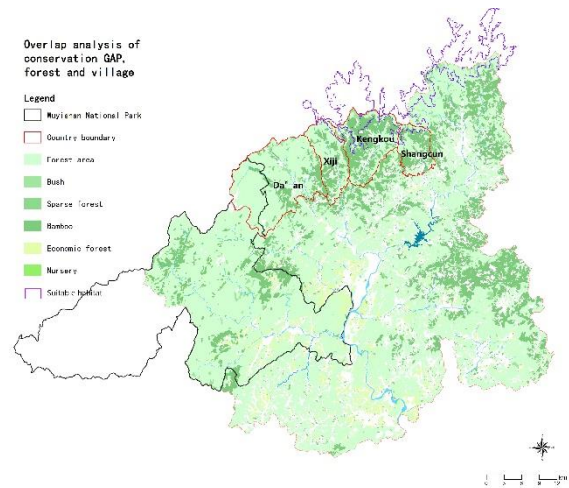 Overlap analysis of
conservation GAP,
forest and village
Legend
Wuyishan National Park
Country boundary
Forest area
Bush
Sparse forest
Bamboo
Economic forest
Nursery
Suitable habitat
Kengkou
Xiji
Shangcun
Da'an